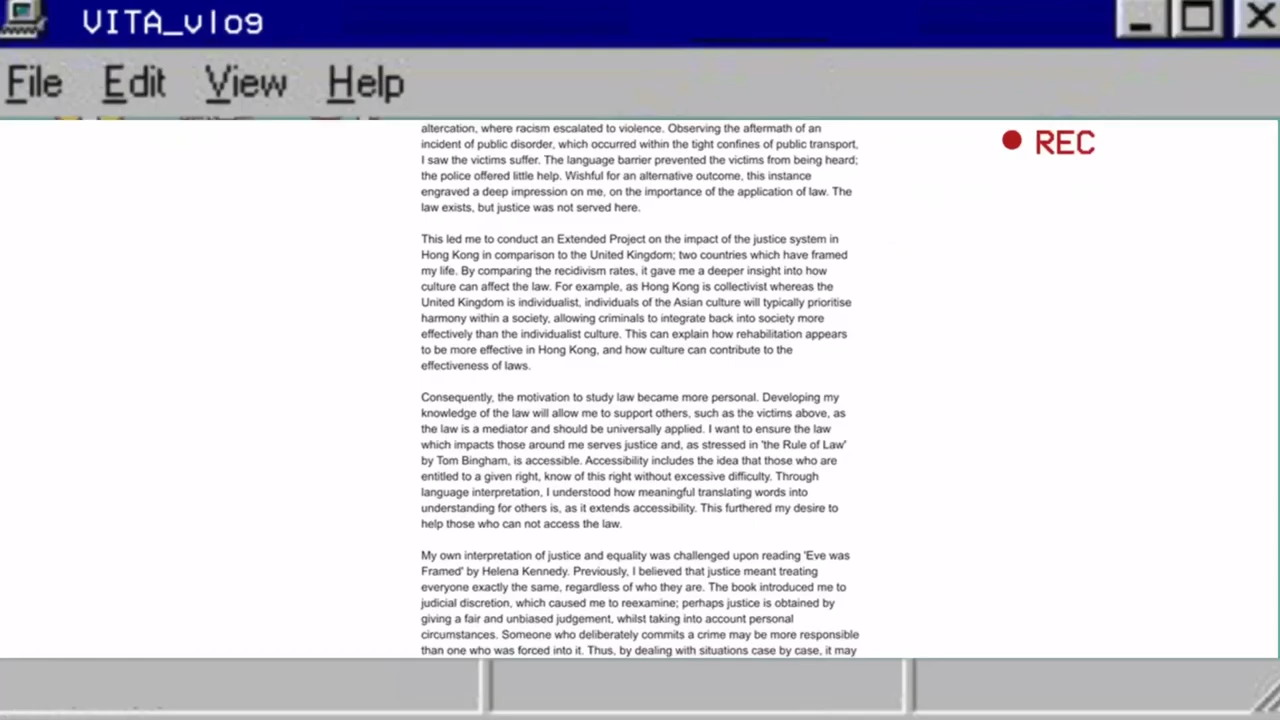 VITA_vlog
File Edit View Help
REC
altercation, where racism escalated to violence. Observing the aftermath of an
incident of public disorder, which occurred within the tight confines of public transport,
I saw the victims suffer. The language barrier prevented the victims from being heard;
the police offered little help. Wishful for an alternative outcome, this instance
engraved a deep impression on me, on the importance of the application of law. The
law exists, but justice was not served here.
This led me to conduct an Extended Project on the impact of the justice system in
Hong Kong in comparison to the United Kingdom; two countries which have framed
my life. By comparing the recidivism rates, it gave me a deeper insight into how
culture can affect the law. For example, as Hong Kong is collectivist whereas the
United Kingdom is individualist, individuals of the Asian culture will typically prioritise
harmony within a society, allowing criminals to integrate back into society more
effectively than the individualist culture. This can explain how rehabilitation appears
to be more effective in Hong Kong, and how culture can contribute to the
effectiveness of laws.
Consequently, the motivation to study law became more personal. Developing my
knowledge of the law will allow me to support others, such as the victims above, as
the law is a mediator and should be universally applied. I want to ensure the law
which impacts those around me serves justice and, as stressed in 'the Rule of Law'
by Tom Bingham, is accessible. Accessibility includes the idea that those who are
entitled to a given right, know of this right without excessive difficulty. Through
language interpretation, I understood how meaningful translating words into
understanding for others is, as it extends accessibility. This furthered my desire to
help those who can not access the law.
My own interpretation of justice and equality was challenged upon reading 'Eve was
Framed' by Helena Kennedy. Previously, I believed that justice meant treating
everyone exactly the same, regardless of who they are. The book introduced me to
judicial discretion, which caused me to reexamine; perhaps justice is obtained by
giving a fair and unbiased judgement, whilst taking into account personal
circumstances. Someone who deliberately commits a crime may be more responsible
than one who was forced into it. Thus, by dealing with situations case by case, it may